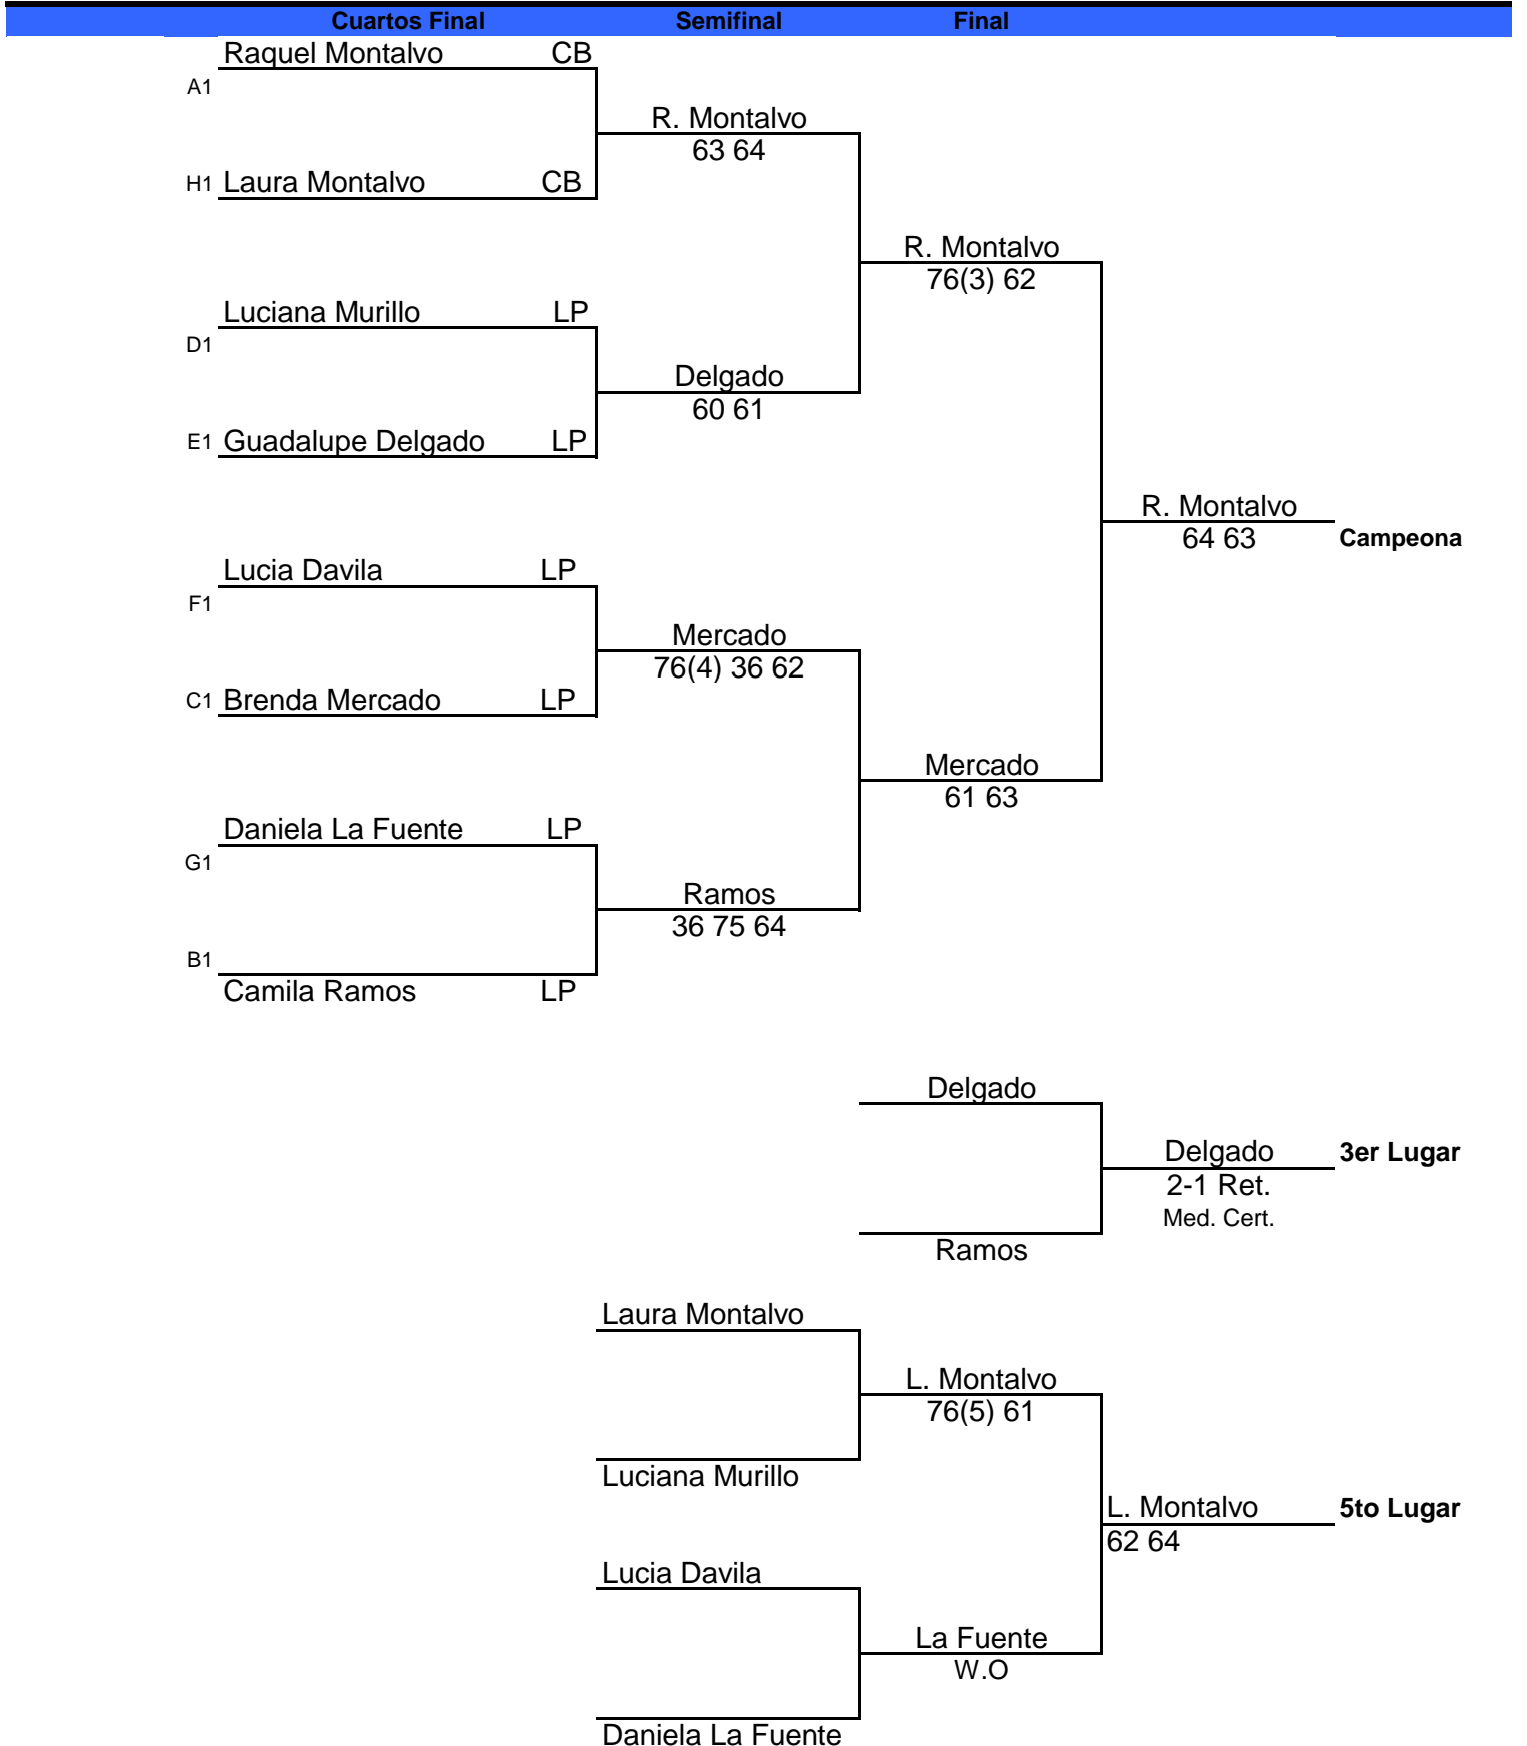 Cuartos Final Semifinal Final
Raquel Montalvo CB
A1
R. Montalvo
63 64
H1 Laura Montalvo CB
R. Montalvo
76(3) 62
Luciana Murillo LP
D1
Delgado
60 61
E1 Guadalupe Delgado LP
R. Montalvo
64 63 Campeona
Lucia Davila LP
F1
Mercado
76(4) 36 62
C1 Brenda Mercado LP
Mercado
61 63
Daniela La Fuente LP
G1
Ramos
36 75 64
B1
Camila Ramos LP
Delgado
Delgado 3er Lugar
2-1 Ret.
Med. Cert.
Ramos
Laura Montalvo
L. Montalvo
76(5) 61
Luciana Murillo
L. Montalvo 5to Lugar
62 64
Lucia Davila
La Fuente
W.O
Daniela La Fuente